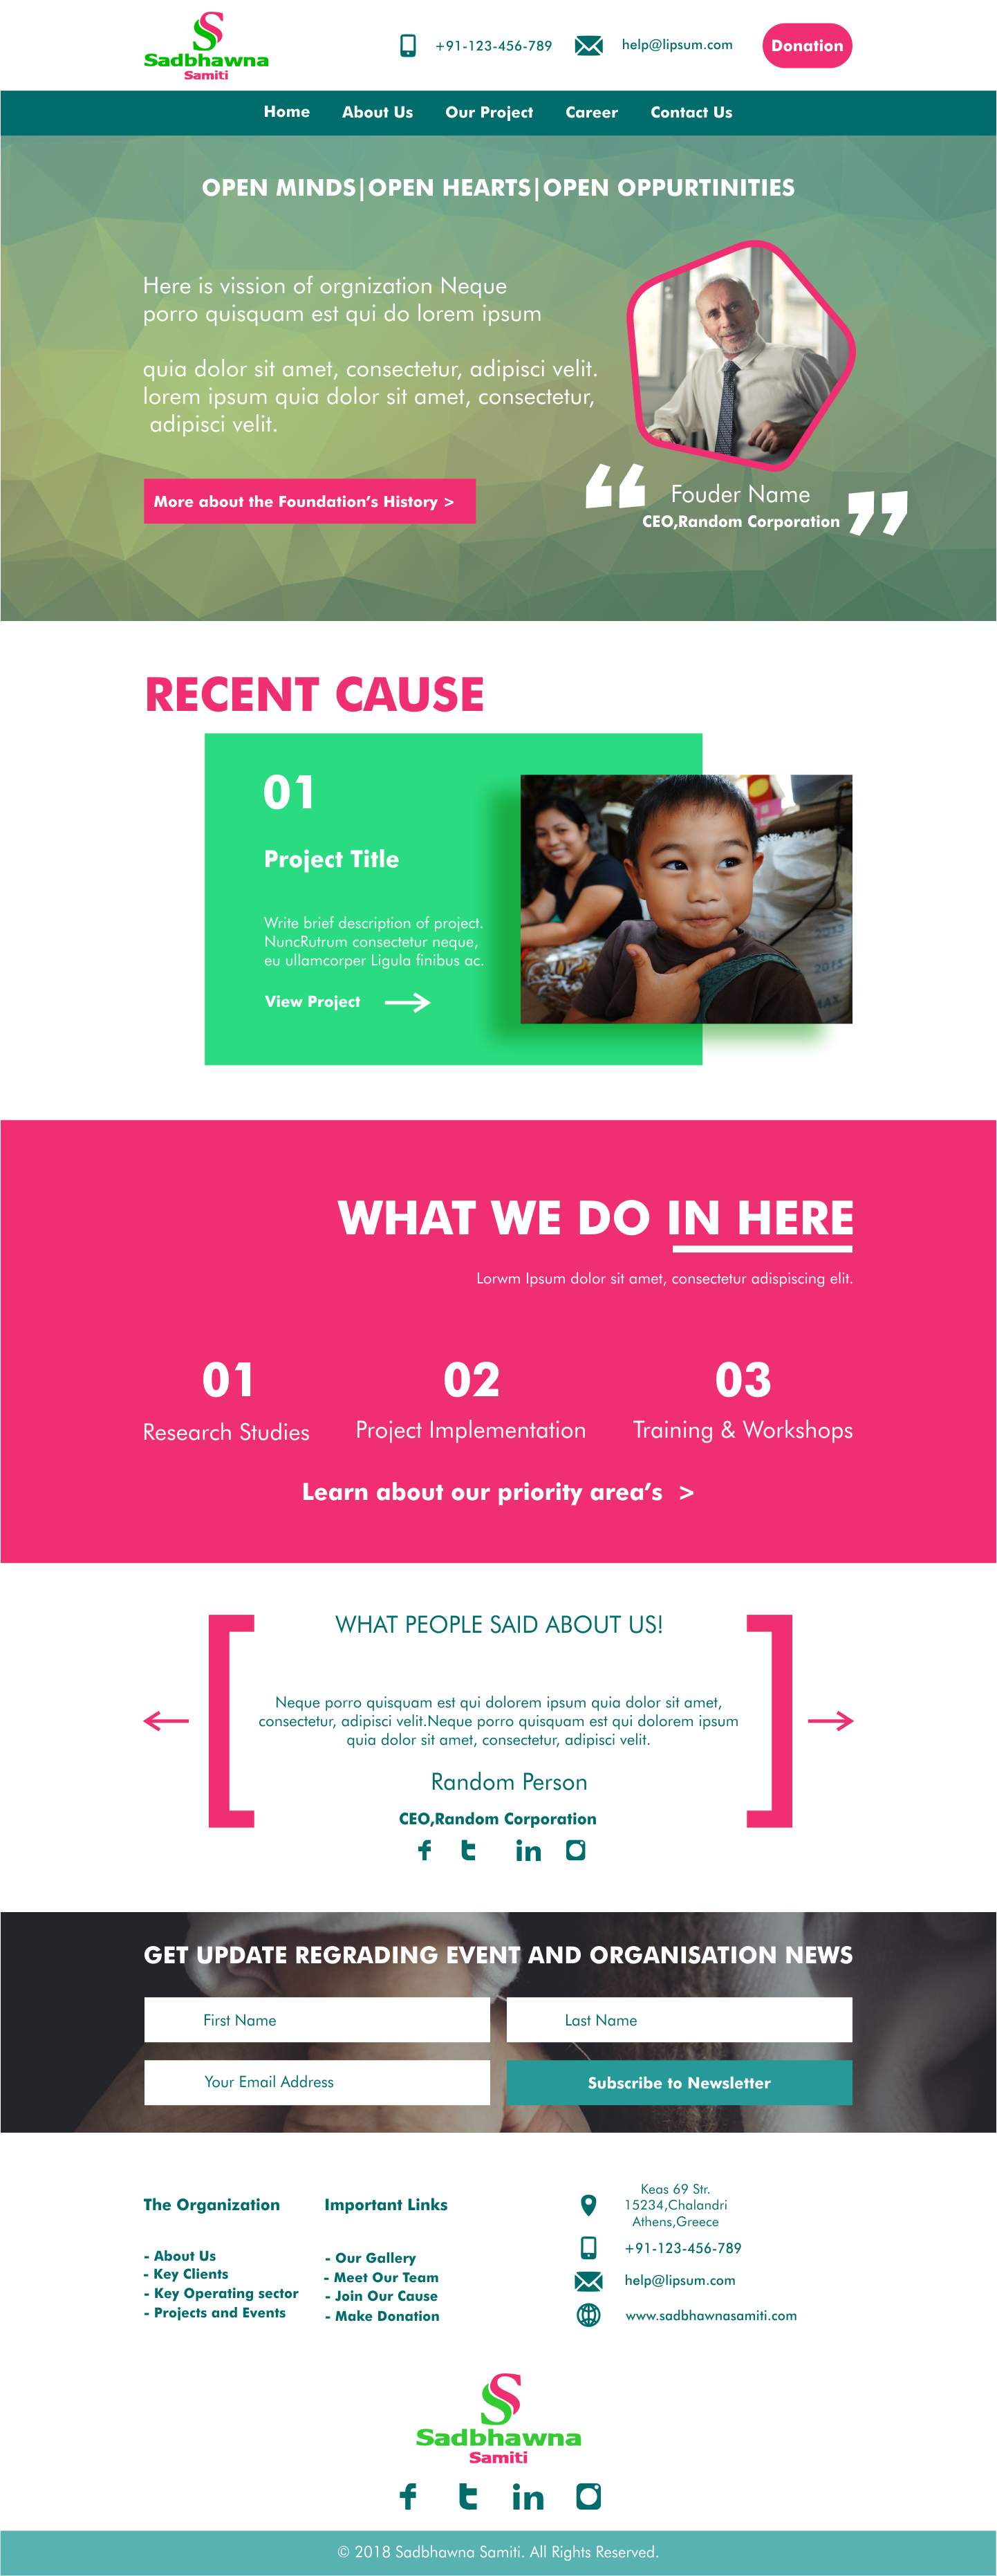 Sadbhawna
Samiti
+91-123-456-789
help@lipsum.com
Donation
Home
About Us
Our Project
Career
Contact Us
OPEN MINDS|OPEN HEARTS|OPEN OPPURTINITIES
Here is vission of orgnization Neque
porro quisquam est qui do lorem ipsum
quia dolor sit amet, consectetur, adipisci velit.
lorem ipsum quia dolor sit amet, consectetur,
adipisci velit.
More about the Foundation's History >
“ Fouder Name
CEO,Random Corporation ”
RECENT CAUSE
01
Project Title
Write brief description of project.
NuncRutrum consectetur neque,
eu ullamcorper Ligula finibus ac.
View Project
WHAT WE DO IN HERE
Lorwm Ipsum dolor sit amet, consectetur adispiscing elit.
01
Research Studies
02
Project Implementation
03
Training & Workshops
Learn about our priority area's >
WHAT PEOPLE SAID ABOUT US!
Neque porro quisquam est qui dolorem ipsum quia dolor sit amet,
consectetur, adipisci velit.Neque porro quisquam est qui dolorem ipsum
quia dolor sit amet, consectetur, adipisci velit.
Random Person
CEO,Random Corporation
GET UPDATE REGRADING EVENT AND ORGANISATION NEWS
First Name
Last Name
Your Email Address
Subscribe to Newsletter
The Organization
- About Us
- Key Clients
- Key Operating sector
- Projects and Events
Important Links
- Our Gallery
- Meet Our Team
- Join Our Cause
- Make Donation
Keas 69 Str.
15234,Chalandri
Athens,Greece
+91-123-456-789
help@lipsum.com
www.sadbhawnasamiti.com
Sadbhawna
Samiti
© 2018 Sadbhawna Samiti. All Rights Reserved.